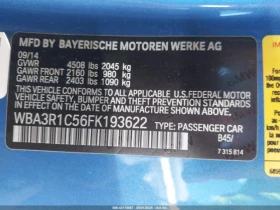 MFD BY BAYERISCHE MOTOREN WERKE AG
09/14
GVWR 4508 lbs 2045 kg
GAWR FRONT 2160 lbs 980 kg
GAWR REAR 2403 lbs 1090 kg
THIS VEHICLE CONFORMS TO ALL APPLICABLE U.S. FEDERAL MOTOR
VEHICLE SAFETY, BUMPER, AND THEFT PREVENTION STANDARDS IN
EFFECT ON THE DATE OF MANUFACTURE SHOWN ABOVE.
WBA3R1C56FK193622 TYPE: PASSENGER CAR
B45/
7 315 814